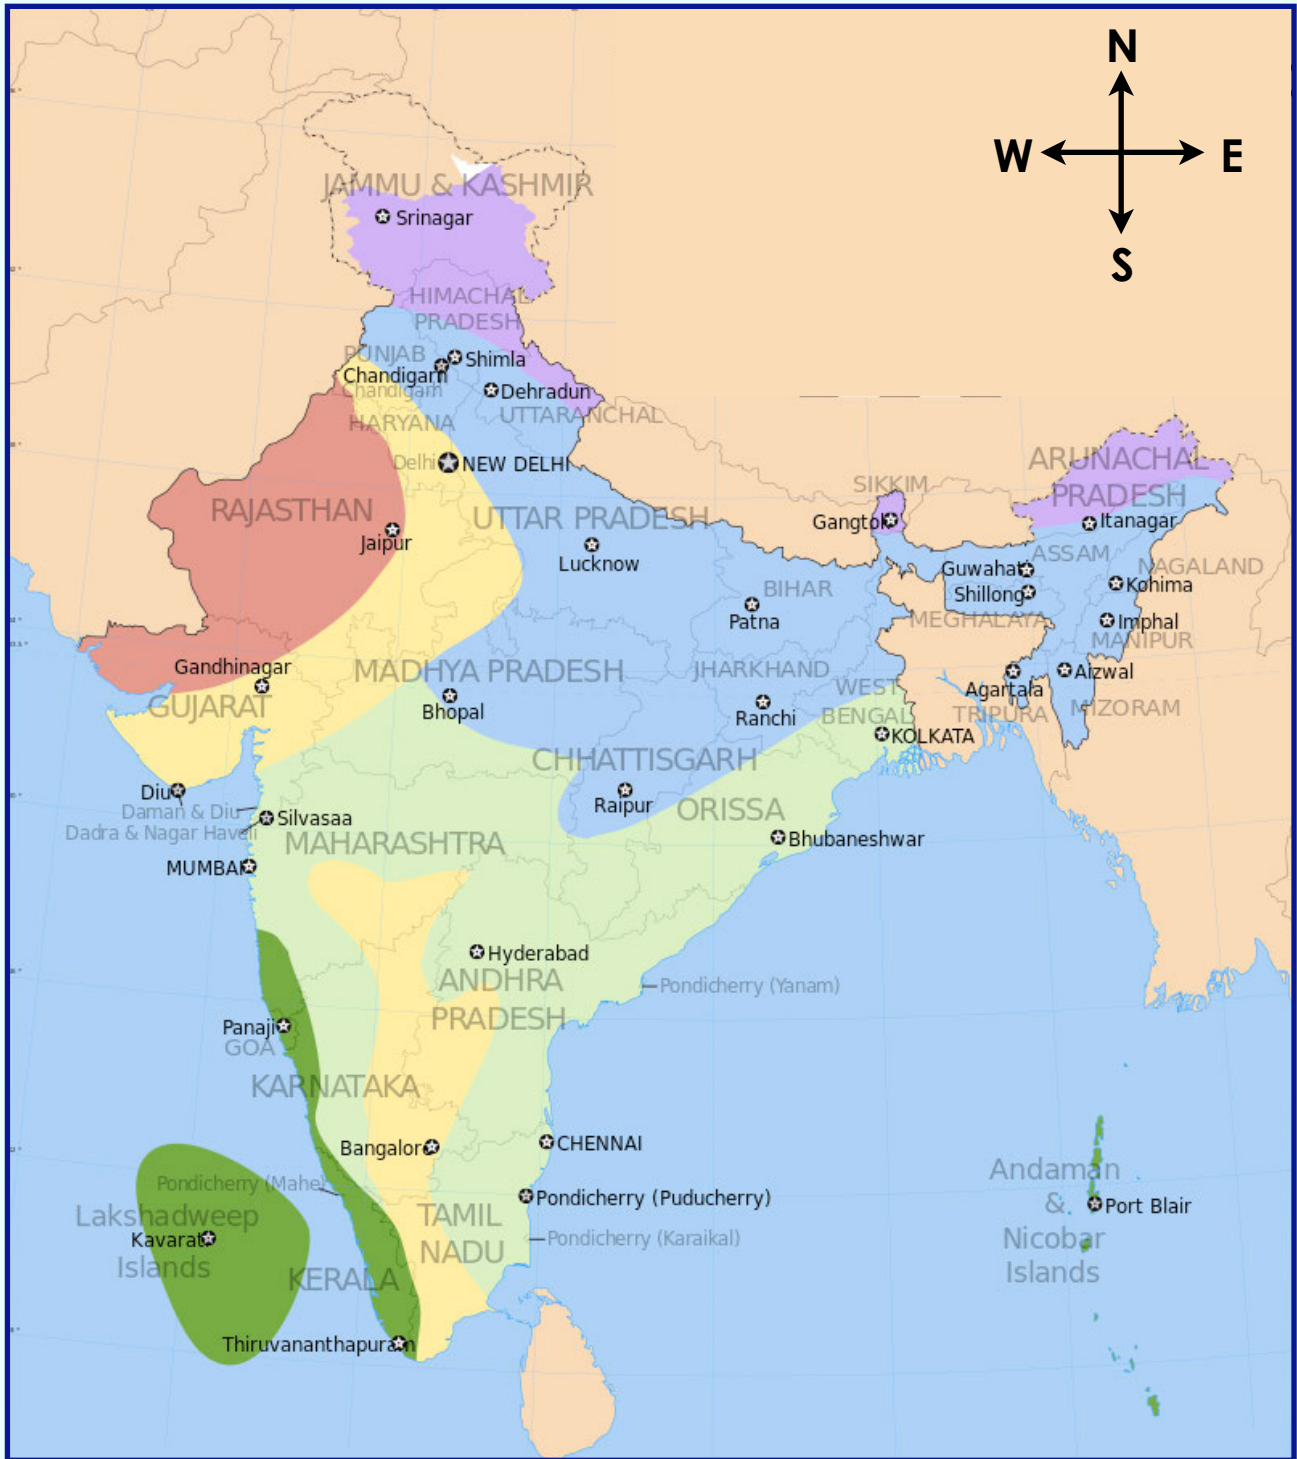 N
W
E
S
JAMMU & KASHMIR
Srinagar
HIMACHAL
PRADESH
PUNJAB
Shimla
Chandigarh
Chandigarh
Dehradun
UTTARANCHAL
HARYANA
Delhi
NEW DELHI
ARUNACHAL
PRADESH
SIKKIM
RAJASTHAN
UTTAR PRADESH
Gangtok
Itanagar
Jaipur
Lucknow
ASSAM
NAGALAND
Guwahat
Kohima
BIHAR
Shillong
Patna
MEGHALAYA
Imphal
MANIPUR
Gandhinagar
MADHYA PRADESH
JHARKHAND
Aizwal
WEST
BENGAL
Agartala
GUJARAT
Bhopal
Ranchi
TRIPURA
MIZORAM
KOLKATA
CHHATTISGARH
Diu
Raipur
ORISSA
Daman & Diu
Dadra & Nagar Haveli
Silvasaa
MAHARASHTRA
Bhubaneshwar
MUMBAI
Hyderabad
ANDHRA
PRADESH
Pondicherry (Yanam)
Panaji
GOA
KARNATAKA
Bangalor
CHENNAI
Pondicherry (Mahe)
Pondicherry (Puducherry)
Lakshadweep
Islands
Kavarat
TAMIL
NADU
Pondicherry (Karaikal)
KERALA
Thiruvananthapuram
Andaman
&
Nicobar
Islands
Port Blair